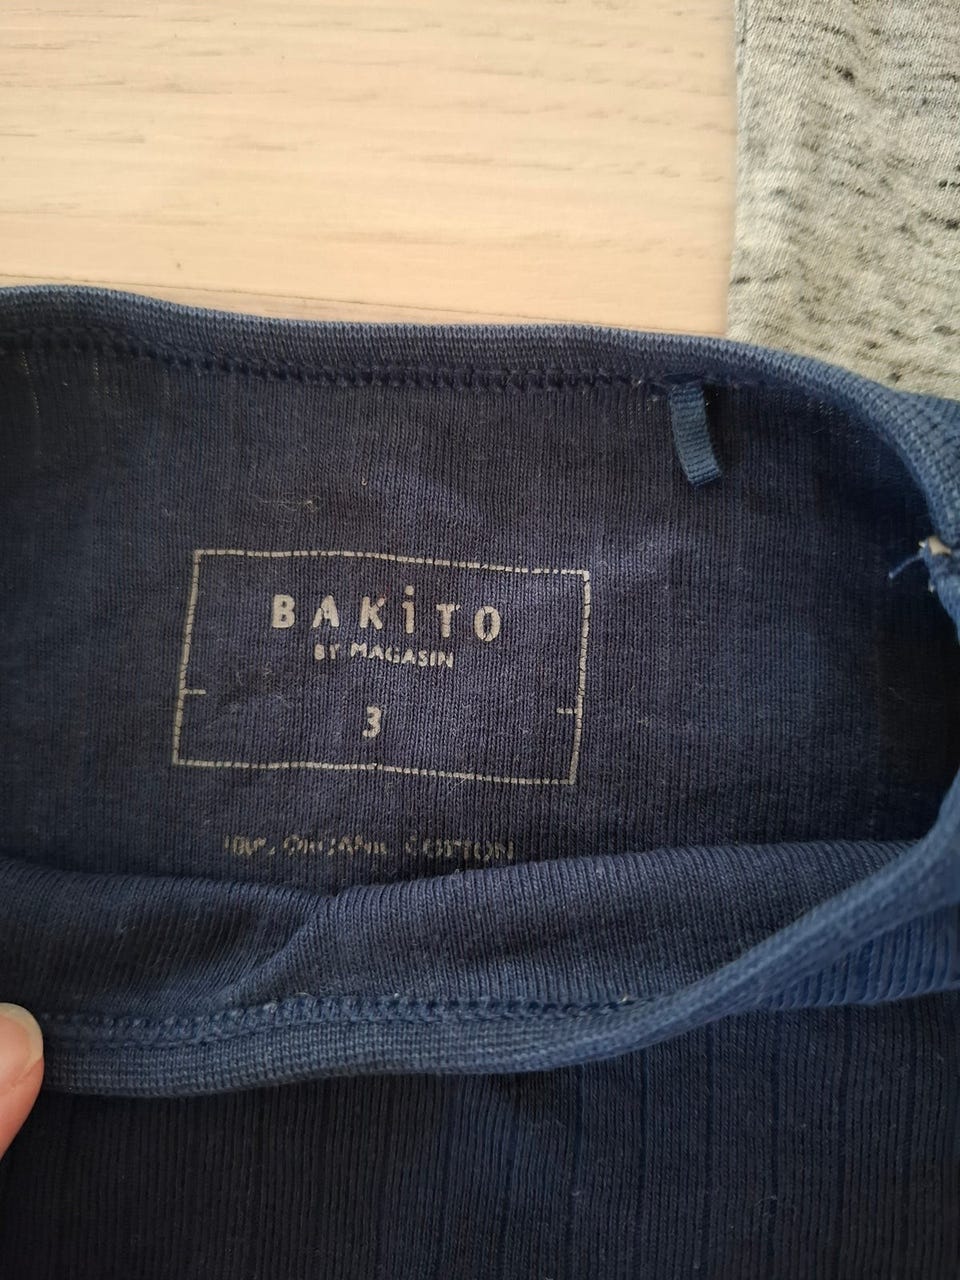 BAKiTO
BY MAGASIN
3
100% ORGANIC COTTON